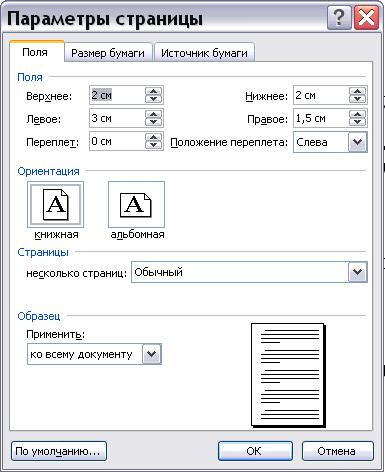 Параметры страницы
Поля Размер бумаги Источник бумаги
Поля
Верхнее: 2 см Нижнее: 2 см
Левое: 3 см Правое: 1,5 см
Переплет: 0 см Положение переплета: Слева
Ориентация
A A
книжная альбомная
Страницы
несколько страниц: Обычный
Образец
Применить:
ко всему документу
По умолчанию... ОК Отмена